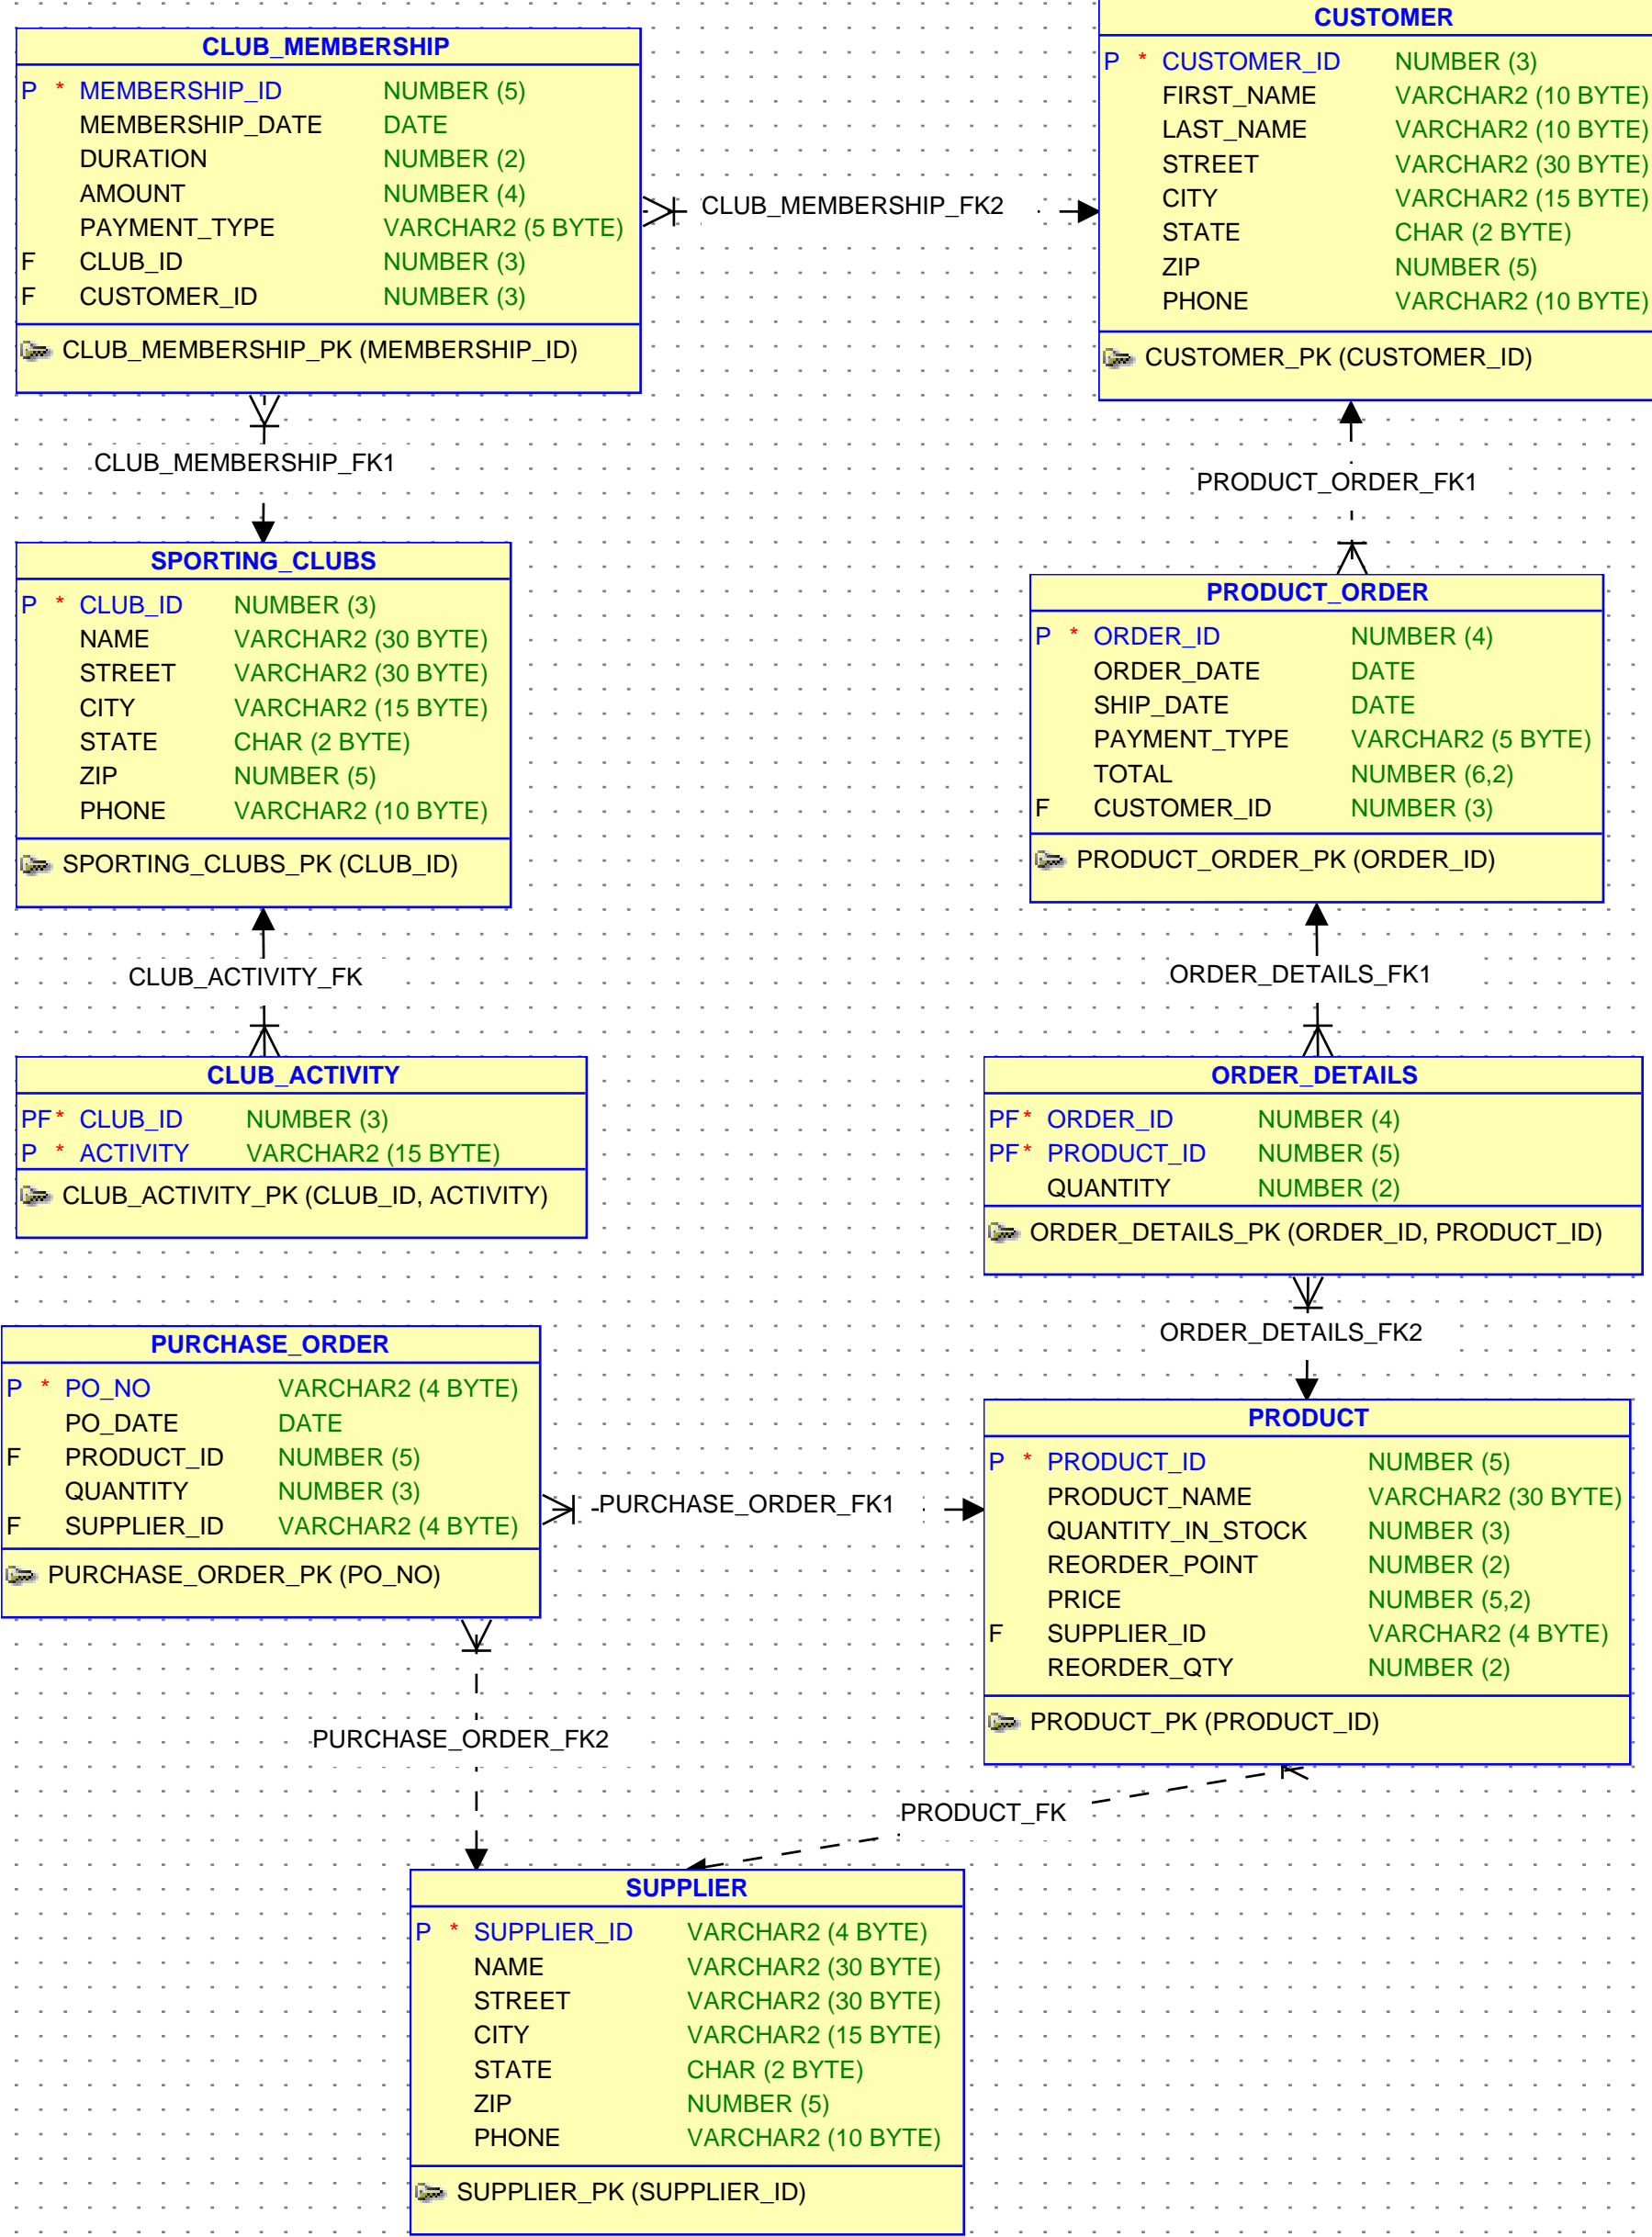 CLUB_MEMBERSHIP
P * MEMBERSHIP_ID NUMBER (5)
MEMBERSHIP_DATE DATE
DURATION NUMBER (2)
AMOUNT NUMBER (4)
PAYMENT_TYPE VARCHAR2 (5 BYTE)
F CLUB_ID NUMBER (3)
F CUSTOMER_ID NUMBER (3)
CLUB_MEMBERSHIP_PK (MEMBERSHIP_ID)
CLUB_MEMBERSHIP_FK2
CUSTOMER
P * CUSTOMER_ID NUMBER (3)
FIRST_NAME VARCHAR2 (10 BYTE)
LAST_NAME VARCHAR2 (10 BYTE)
STREET VARCHAR2 (30 BYTE)
CITY VARCHAR2 (15 BYTE)
STATE CHAR (2 BYTE)
ZIP NUMBER (5)
PHONE VARCHAR2 (10 BYTE)
CUSTOMER_PK (CUSTOMER_ID)
CLUB_MEMBERSHIP_FK1
PRODUCT_ORDER_FK1
SPORTING_CLUBS
P * CLUB_ID NUMBER (3)
NAME VARCHAR2 (30 BYTE)
STREET VARCHAR2 (30 BYTE)
CITY VARCHAR2 (15 BYTE)
STATE CHAR (2 BYTE)
ZIP NUMBER (5)
PHONE VARCHAR2 (10 BYTE)
SPORTING_CLUBS_PK (CLUB_ID)
PRODUCT_ORDER
P * ORDER_ID NUMBER (4)
ORDER_DATE DATE
SHIP_DATE DATE
PAYMENT_TYPE VARCHAR2 (5 BYTE)
TOTAL NUMBER (6,2)
F CUSTOMER_ID NUMBER (3)
PRODUCT_ORDER_PK (ORDER_ID)
CLUB_ACTIVITY_FK
ORDER_DETAILS_FK1
CLUB_ACTIVITY
PF * CLUB_ID NUMBER (3)
P * ACTIVITY VARCHAR2 (15 BYTE)
CLUB_ACTIVITY_PK (CLUB_ID, ACTIVITY)
ORDER_DETAILS
PF * ORDER_ID NUMBER (4)
PF * PRODUCT_ID NUMBER (5)
QUANTITY NUMBER (2)
ORDER_DETAILS_PK (ORDER_ID, PRODUCT_ID)
ORDER_DETAILS_FK2
PURCHASE_ORDER
P * PO_NO VARCHAR2 (4 BYTE)
PO_DATE DATE
F PRODUCT_ID NUMBER (5)
QUANTITY NUMBER (3)
F SUPPLIER_ID VARCHAR2 (4 BYTE)
PURCHASE_ORDER_PK (PO_NO)
PURCHASE_ORDER_FK1
PRODUCT
P * PRODUCT_ID NUMBER (5)
PRODUCT_NAME VARCHAR2 (30 BYTE)
QUANTITY_IN_STOCK NUMBER (3)
REORDER_POINT NUMBER (2)
PRICE NUMBER (5,2)
F SUPPLIER_ID VARCHAR2 (4 BYTE)
REORDER_QTY NUMBER (2)
PRODUCT_PK (PRODUCT_ID)
PURCHASE_ORDER_FK2
PRODUCT_FK
SUPPLIER
P * SUPPLIER_ID VARCHAR2 (4 BYTE)
NAME VARCHAR2 (30 BYTE)
STREET VARCHAR2 (30 BYTE)
CITY VARCHAR2 (15 BYTE)
STATE CHAR (2 BYTE)
ZIP NUMBER (5)
PHONE VARCHAR2 (10 BYTE)
SUPPLIER_PK (SUPPLIER_ID)